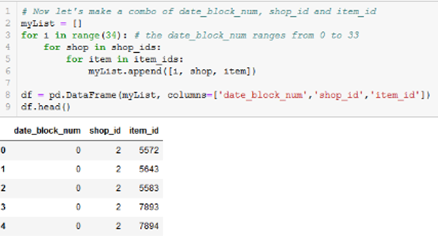 1 # Now let's make a combo of date_block_num, shop_id and item_id
2 myList = []
3 for i in range(34): # the date_block_num ranges from 0 to 33
4 for shop in shop_ids:
5 for item in item_ids:
6 myList.append([i, shop, item])
7
8 df = pd.DataFrame(myList, columns=['date_block_num','shop_id','item_id'])
9 df.head()
date_block_num shop_id item_id
0 0 2 5572
1 0 2 5643
2 0 2 5583
3 0 2 7893
4 0 2 7894